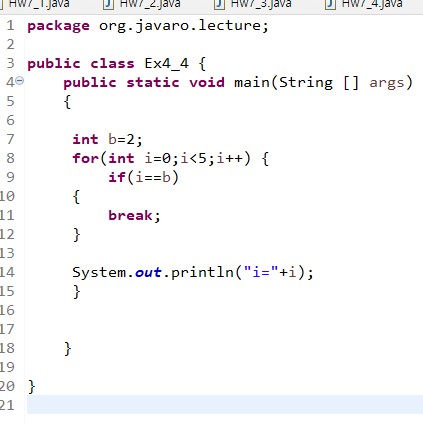 Hw7_1.java Hw7_2.java Hw7_3.java Hw7_4.java
1 package org.javaro.lecture;
2
3 public class Ex4_4 {
4 public static void main(String [] args)
5 {
6
7 int b=2;
8 for(int i=0;i<5;i++) {
9 if(i==b)
10 {
11 break;
12 }
13
14 System.out.println("i="+i);
15 }
16
17
18 }
19
20 }
21